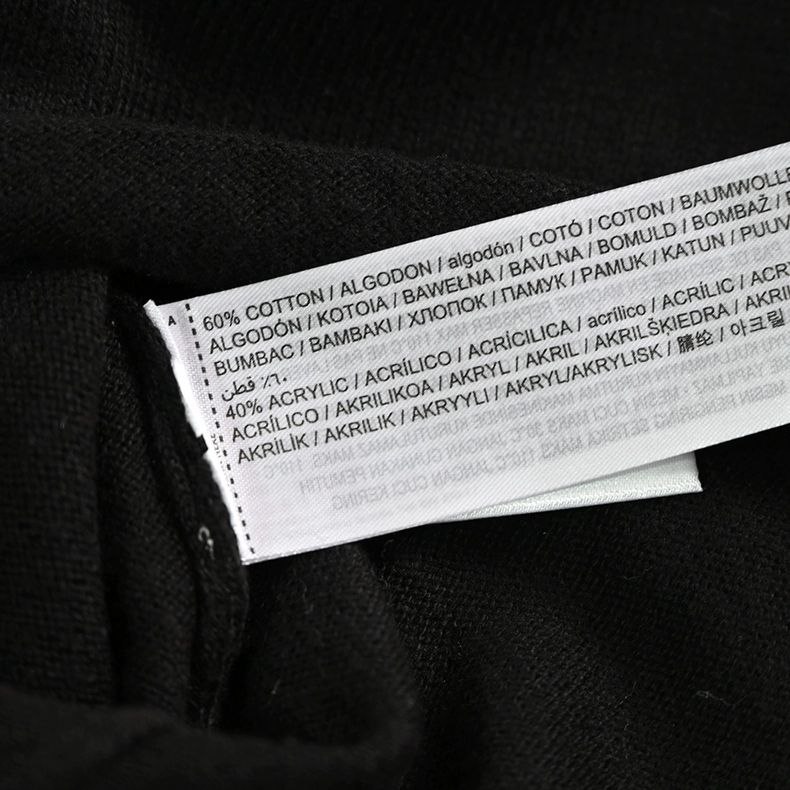 A
60% COTTON / ALGODON / algodón / COTÓ / COTON / BAUMWOLLE
ALGODÓN / KOTOIA / BAWEŁNA / BAVLNA / BOMULD / BOMBAŽ /
BUMBAC / BAMBAKI / ХЛОПОК / ПАМУК / PAMUK / KATUN / PUUV
٪٦٠ قطن
40% ACRYLIC / ACRÍLICO / ACRÍCILICA / acrílico / ACRÍLIC / ACRY
ACRÍLICO / AKRILIKOA / AKRYL / AKRIL / AKRILŠĶIEDRA / AKRIL
AKRİLİK / AKRILIK / AKRYYLI / AKRYL/AKRYLISK / 腈纶 / 아크릴